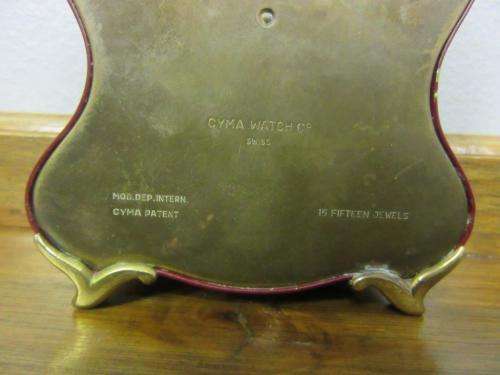 CYMA WATCH Cº
SWISS
MOD. DEP. INTERN.
CYMA PATENT
15 FIFTEEN JEWELS